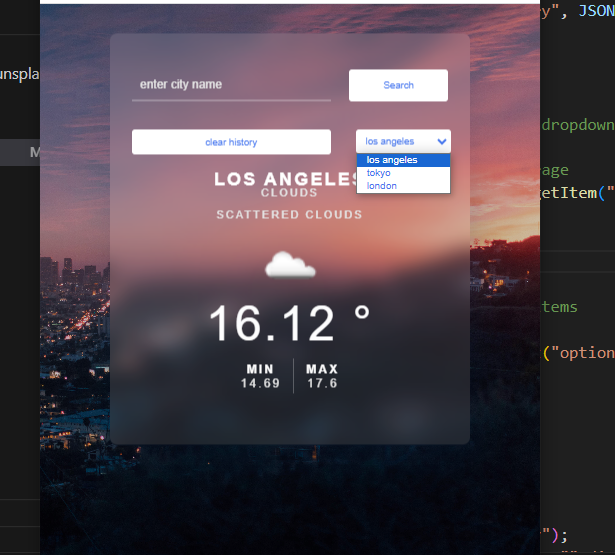 y", JSON
unspla
enter city name
Search
dropdown
clear history
los angeles
M
los angeles
age
tokyo
etItem("
london
LOS ANGELES
CLOUDS
SCATTERED CLOUDS
tems
16.12 °
("option
MIN
MAX
14.69
17.6
");